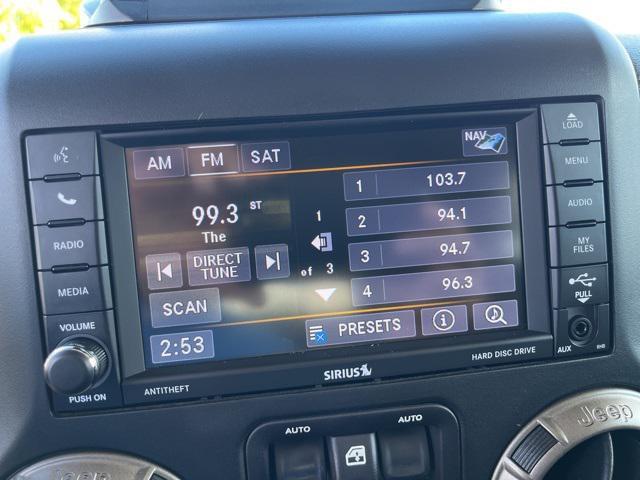 AM
FM
SAT
NAV
99.3 ST
The
DIRECT
TUNE
SCAN
2:53
1
of 3
1 103.7
2 94.1
3 94.7
4 96.3
PRESETS
RADIO
MEDIA
VOLUME
PUSH ON
ANTITHEFT
SIRIUS
HARD DISC DRIVE
LOAD
MENU
AUDIO
MY
FILES
PULL
AUX
RHB
AUTO
AUTO
Jeep
Jeep